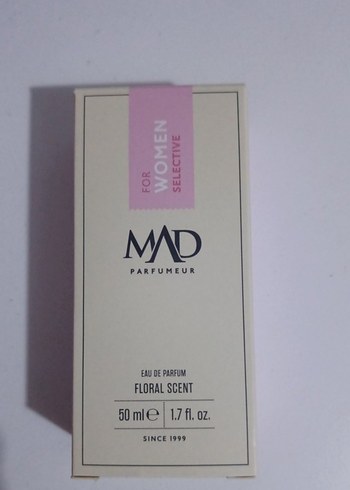 FOR
WOMEN
SELECTIVE
MAD
PARFUMEUR
EAU DE PARFUM
FLORAL SCENT
50 ml ℮ 1.7 fl. oz.
SINCE 1999